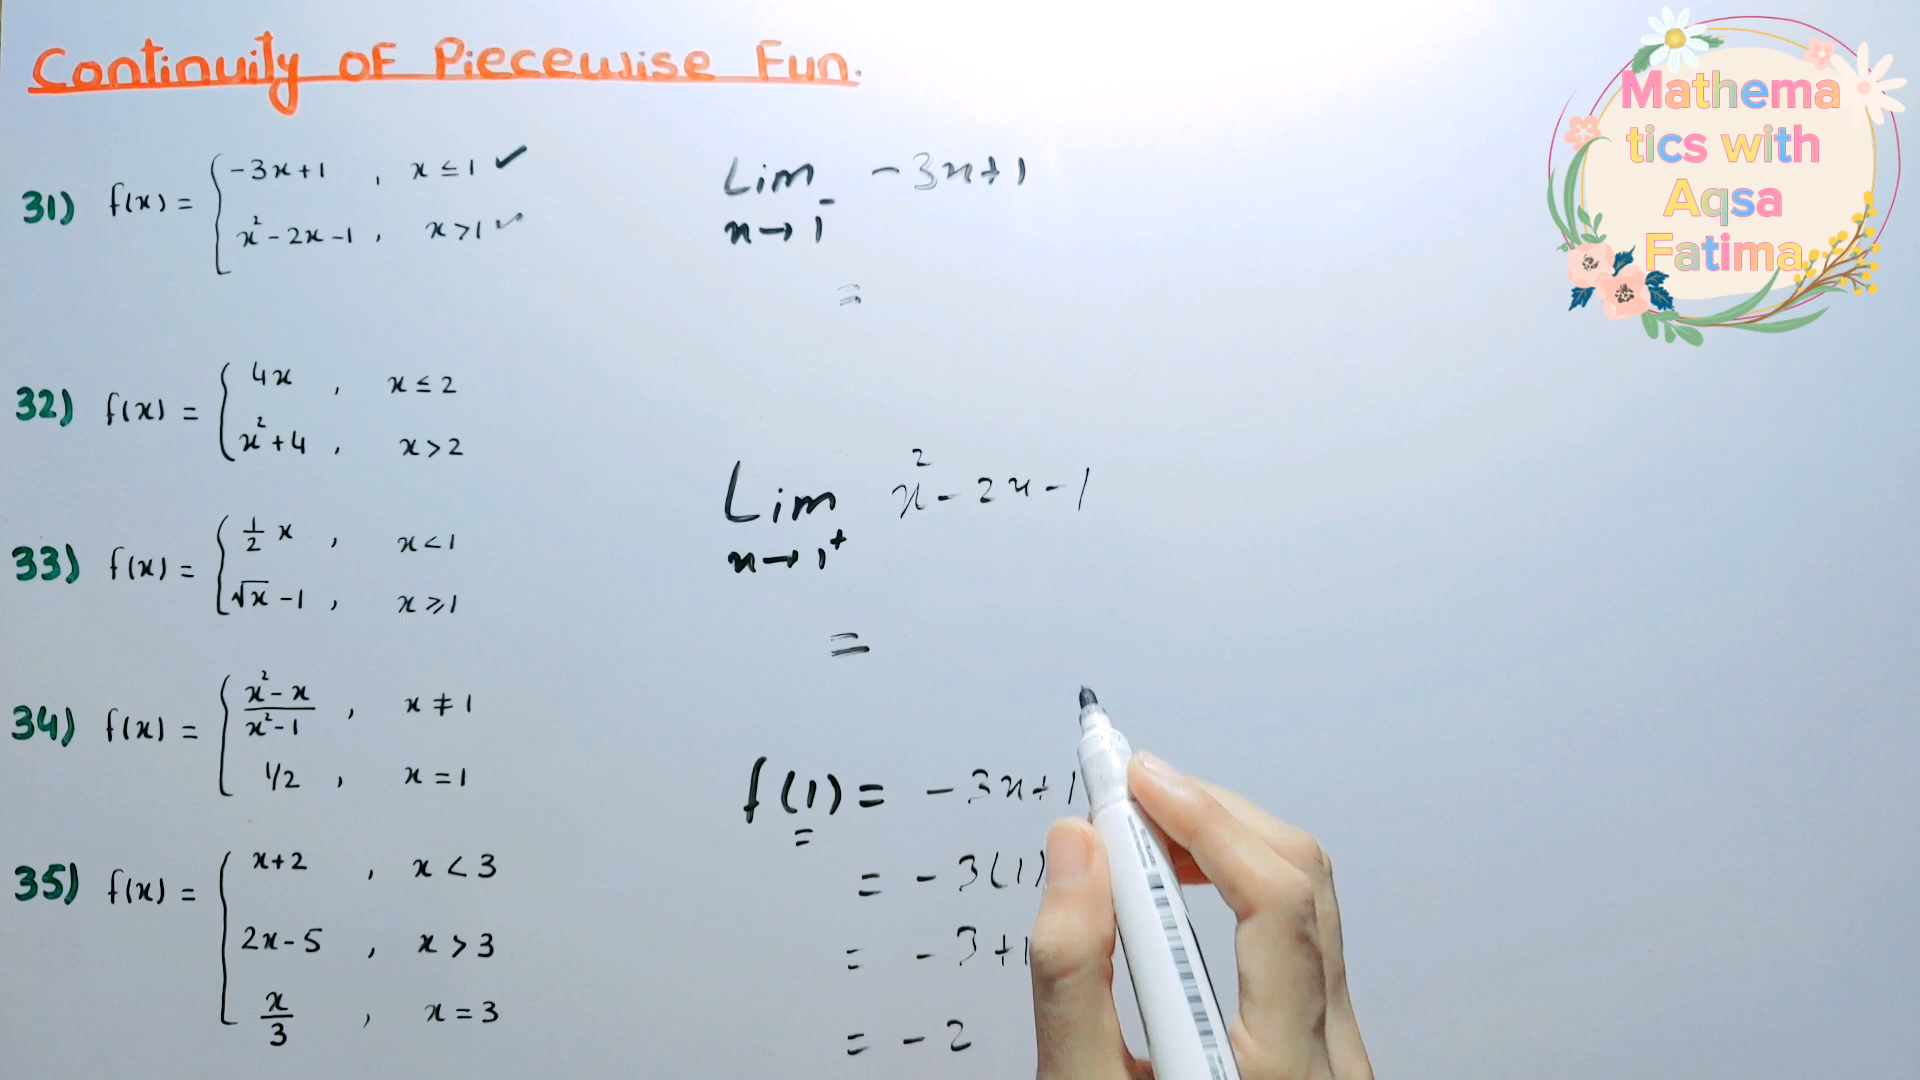 Continuity of Piecewise Fun.
31) f(x) = { -3x+1 , x ≤ 1 ✓
x² - 2x - 1 , x > 1 ✓
32) f(x) = { 4x , x ≤ 2
x² + 4 , x > 2
33) f(x) = { 1/2 x , x < 1
√x - 1 , x ≥ 1
34) f(x) = { x² - x / x² - 1 , x ≠ 1
1/2 , x = 1
35) f(x) = { x+2 , x < 3
2x - 5 , x > 3
x/3 , x = 3
Lim -3x+1
x → 1⁻
=
Lim x² - 2x - 1
x → 1⁺
=
f(1) = -3x+1
= -3(1)
= -3+1
= -2
Mathema
tics with
Aqsa
Fatima